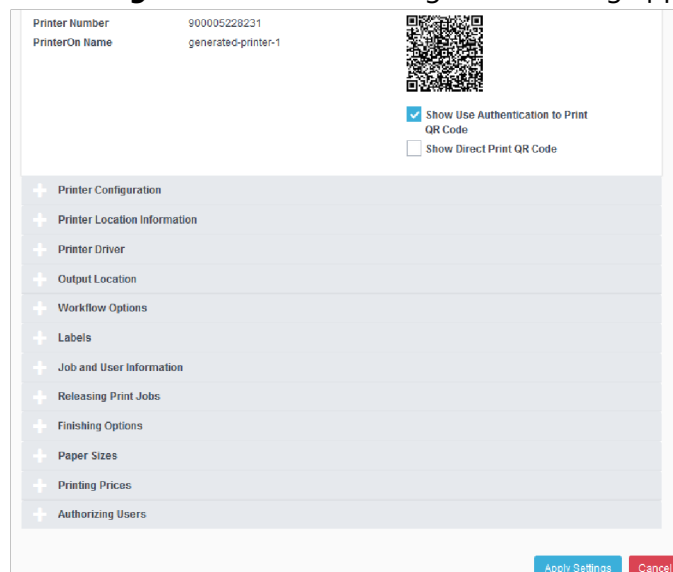 Printer Number 900005228231
PrinterOn Name generated-printer-1
Show Use Authentication to Print
QR Code
Show Direct Print QR Code
Printer Configuration
Printer Location Information
Printer Driver
Output Location
Workflow Options
Labels
Job and User Information
Releasing Print Jobs
Finishing Options
Paper Sizes
Printing Prices
Authorizing Users
Apply Settings Cancel